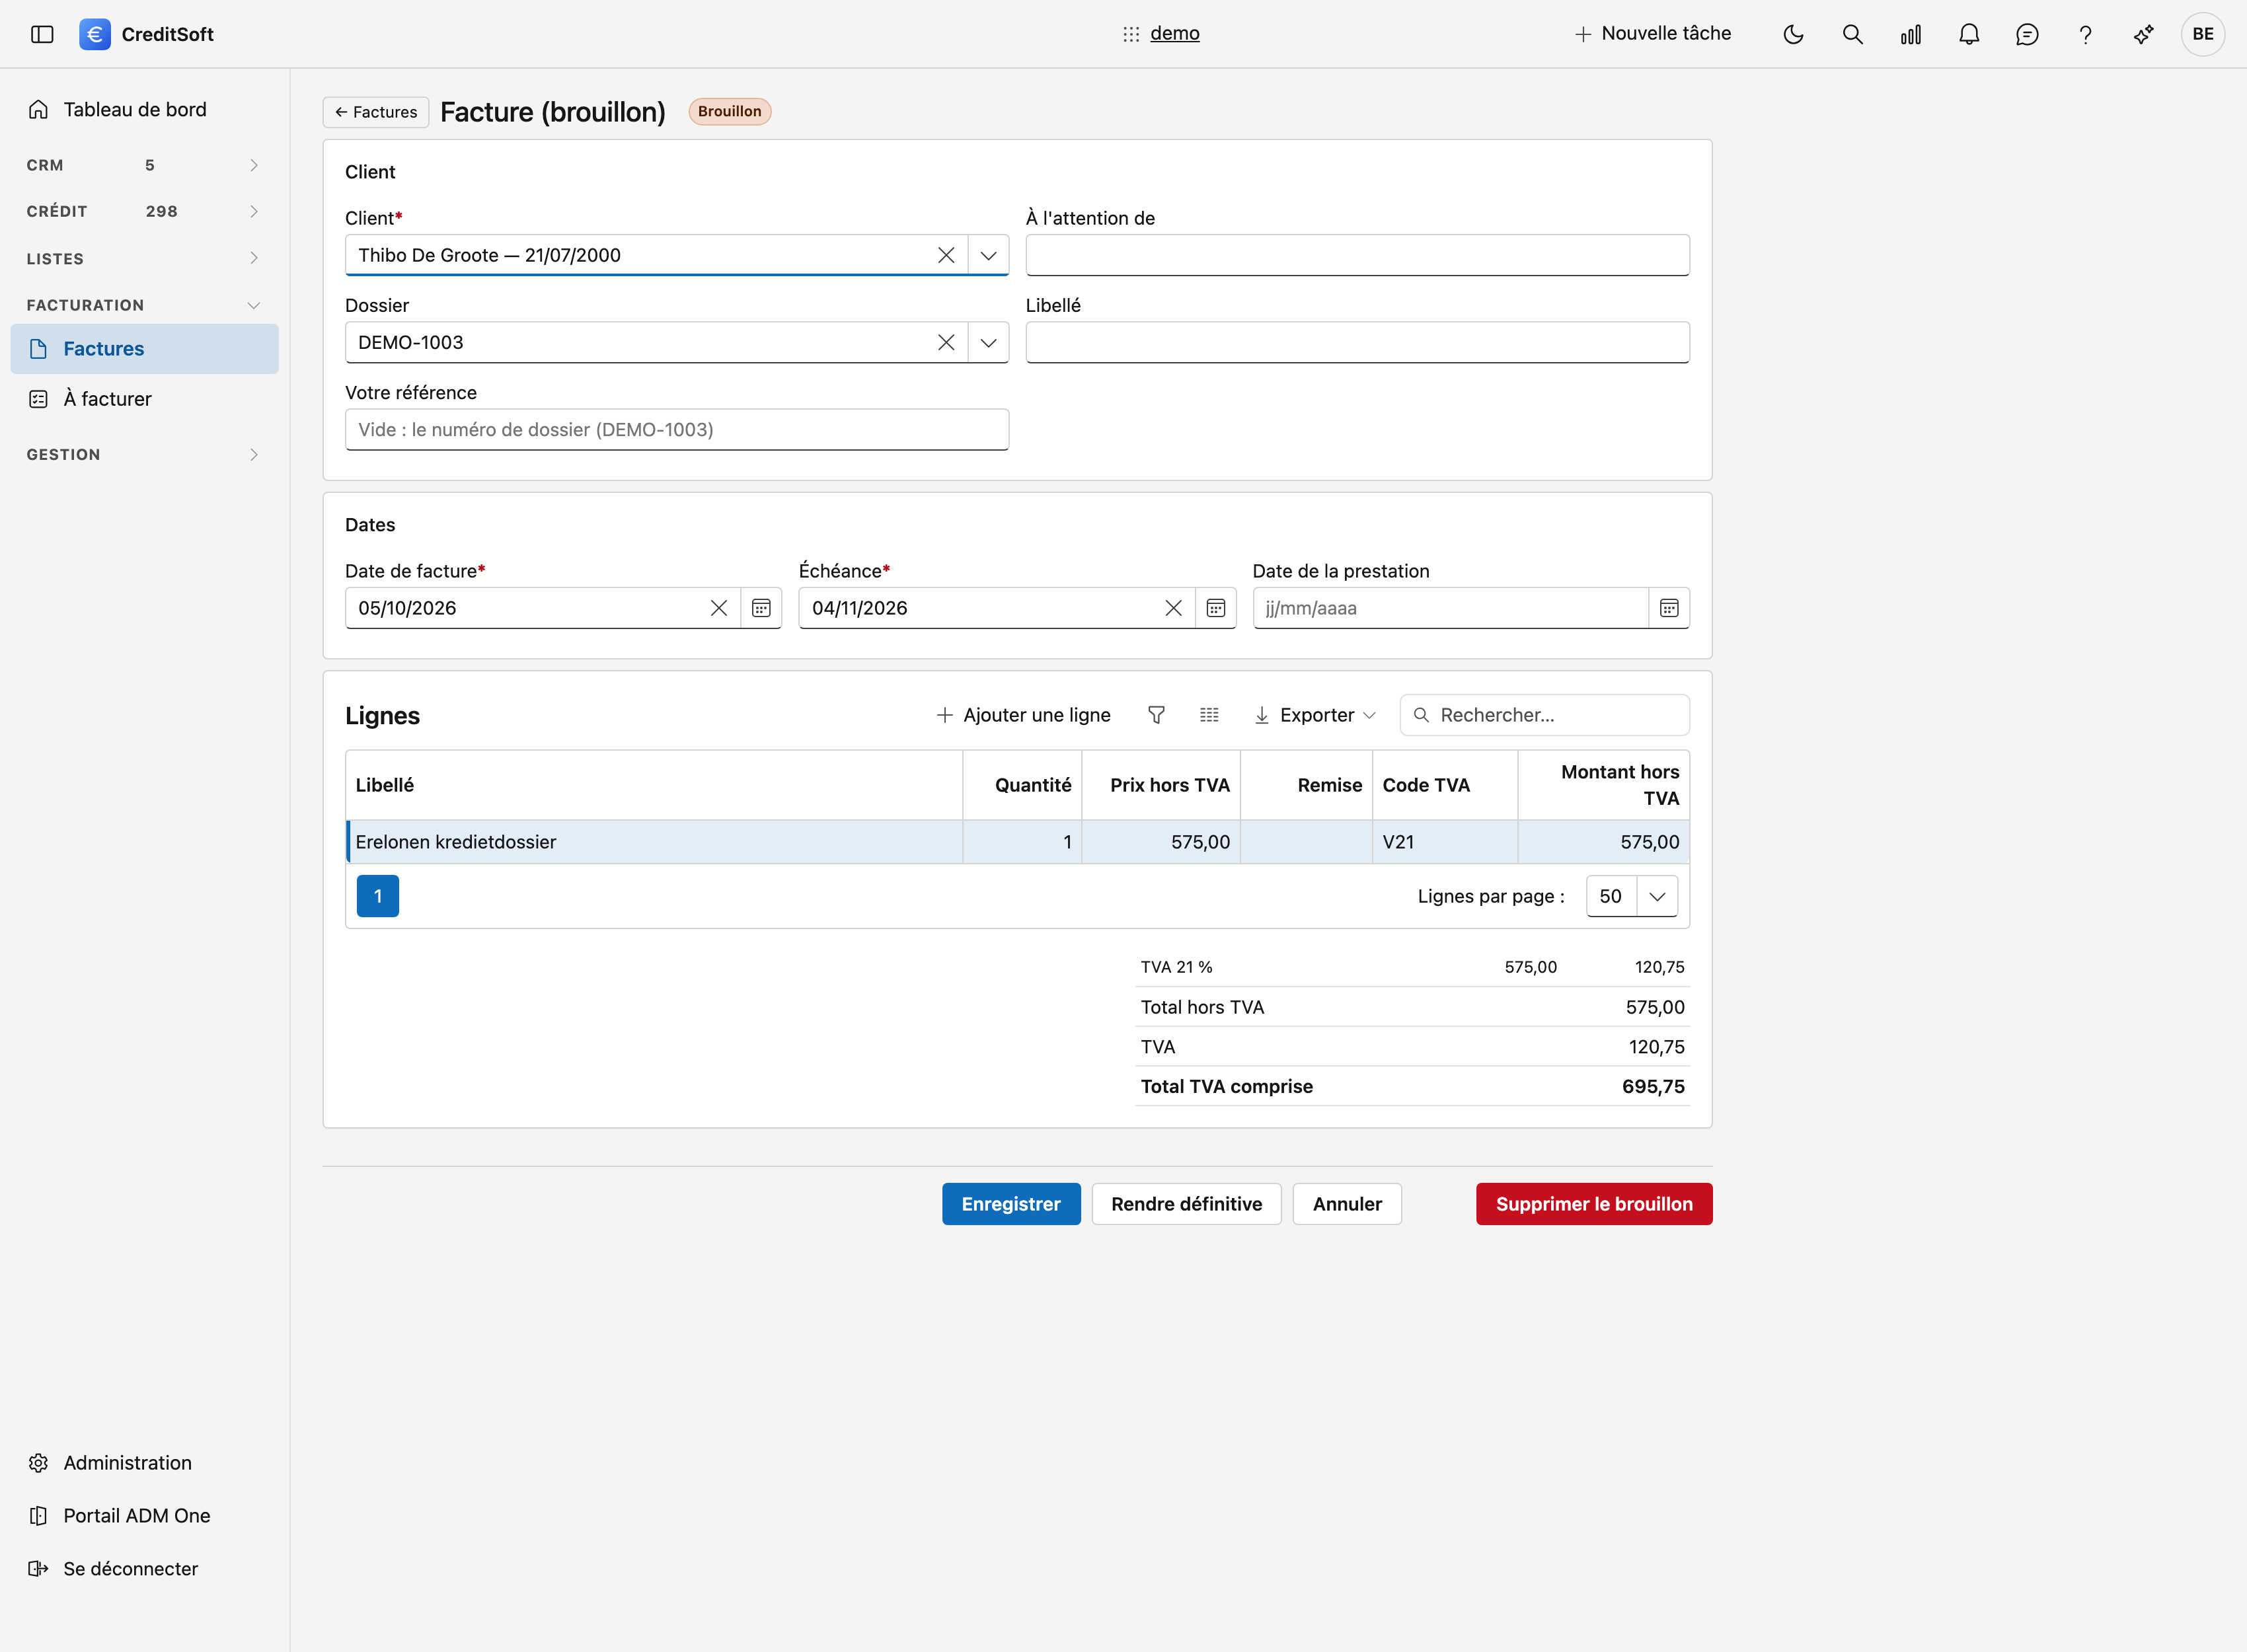 CreditSoft
demo
Nouvelle tâche
BE
Tableau de bord
CRM 5
CRÉDIT 298
LISTES
FACTURATION
Factures
À facturer
GESTION
Administration
Portail ADM One
Se déconnecter
← Factures
Facture (brouillon)
Brouillon
Client
Client*
À l'attention de
Thibo De Groote — 21/07/2000
Dossier
Libellé
DEMO-1003
Votre référence
Vide : le numéro de dossier (DEMO-1003)
Dates
Date de facture*
Échéance*
Date de la prestation
05/10/2026
04/11/2026
jj/mm/aaaa
Lignes
Ajouter une ligne
Exporter
Rechercher...
Libellé Quantité Prix hors TVA Remise Code TVA Montant hors TVA
Erelonen kredietdossier 1 575,00 V21 575,00
1
Lignes par page : 50
TVA 21 % 575,00 120,75
Total hors TVA 575,00
TVA 120,75
Total TVA comprise 695,75
Enregistrer
Rendre définitive
Annuler
Supprimer le brouillon